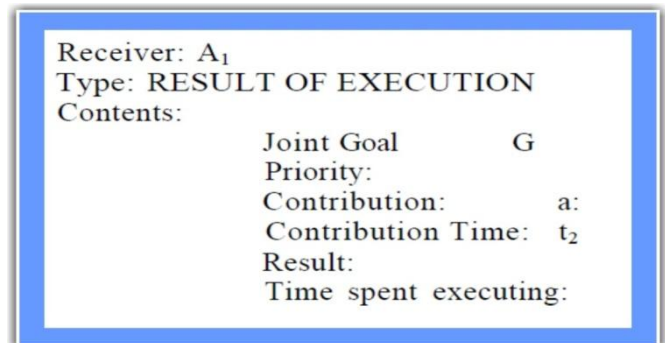 Receiver: A₁
Type: RESULT OF EXECUTION
Contents:
Joint Goal G
Priority:
Contribution: a:
Contribution Time: t₂
Result:
Time spent executing: